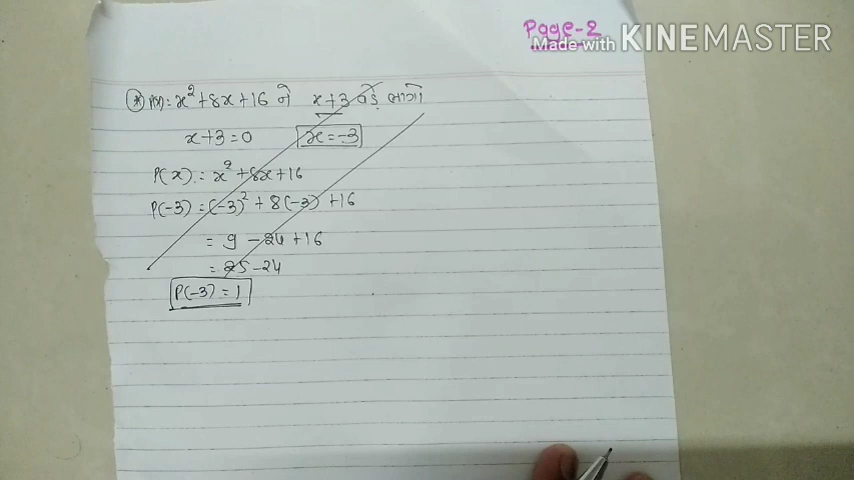 Page-2
Made with KINEMASTER
* P(x) = x² + 8x + 16 ને x+3 વડે ભાગો
x+3 = 0 x = -3
P(x) = x² + 8x + 16
P(-3) = (-3)² + 8(-3) + 16
= 9 - 24 + 16
= 25 - 24
P(-3) = 1